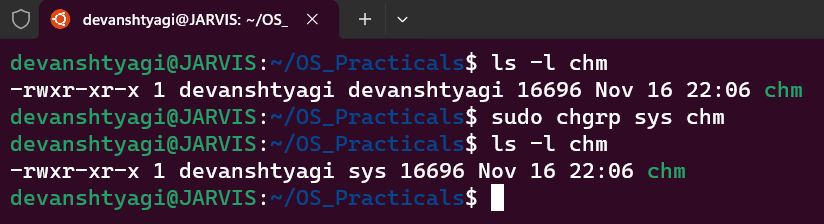 devanshtyagi@JARVIS: ~/OS_
devanshtyagi@JARVIS:~/OS_Practicals$ ls -l chm
-rwxr-xr-x 1 devanshtyagi devanshtyagi 16696 Nov 16 22:06 chm
devanshtyagi@JARVIS:~/OS_Practicals$ sudo chgrp sys chm
devanshtyagi@JARVIS:~/OS_Practicals$ ls -l chm
-rwxr-xr-x 1 devanshtyagi sys 16696 Nov 16 22:06 chm
devanshtyagi@JARVIS:~/OS_Practicals$